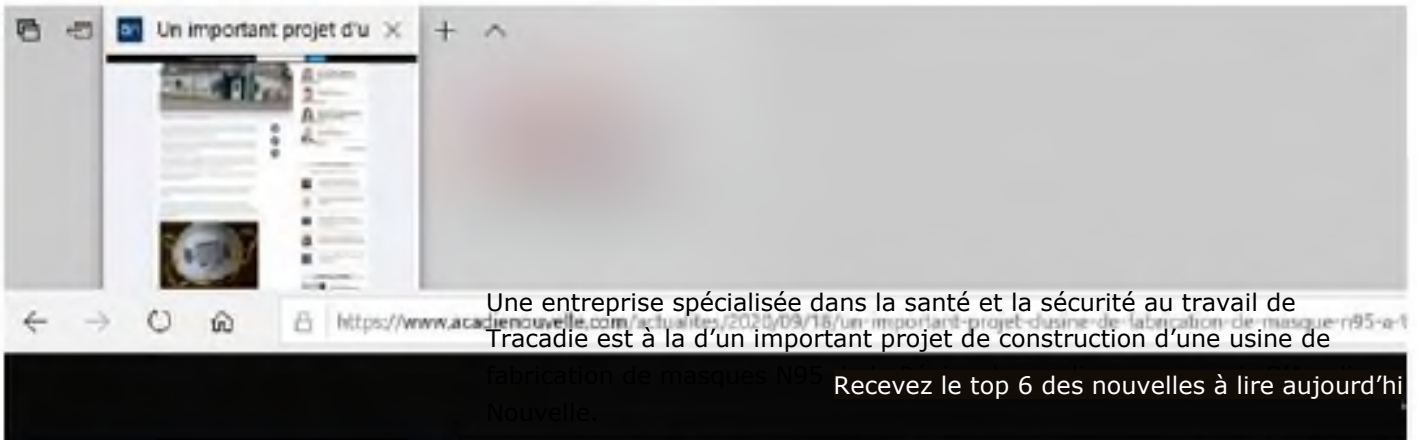 Un important projet d'u
Une entreprise spécialisée dans la santé et la sécurité au travail de
https://www.acadienouvelle.com/actualites/2020/09/16/un-important-projet-dusine-de-fabrication-de-masque-n95-a-t
Tracadie est à la d’un important projet de construction d’une usine de
fabrication de masques N95
Recevez le top 6 des nouvelles à lire aujourd’hi
Nouvelle.